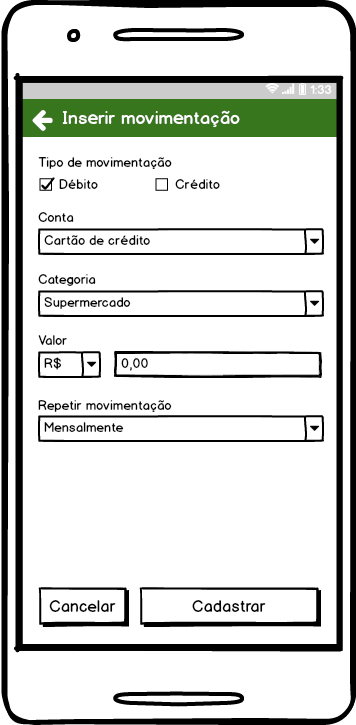 1:33
Inserir movimentação
Tipo de movimentação
Débito Crédito
Conta
Cartão de crédito
Categoria
Supermercado
Valor
R$ 0,00
Repetir movimentação
Mensalmente
Cancelar Cadastrar